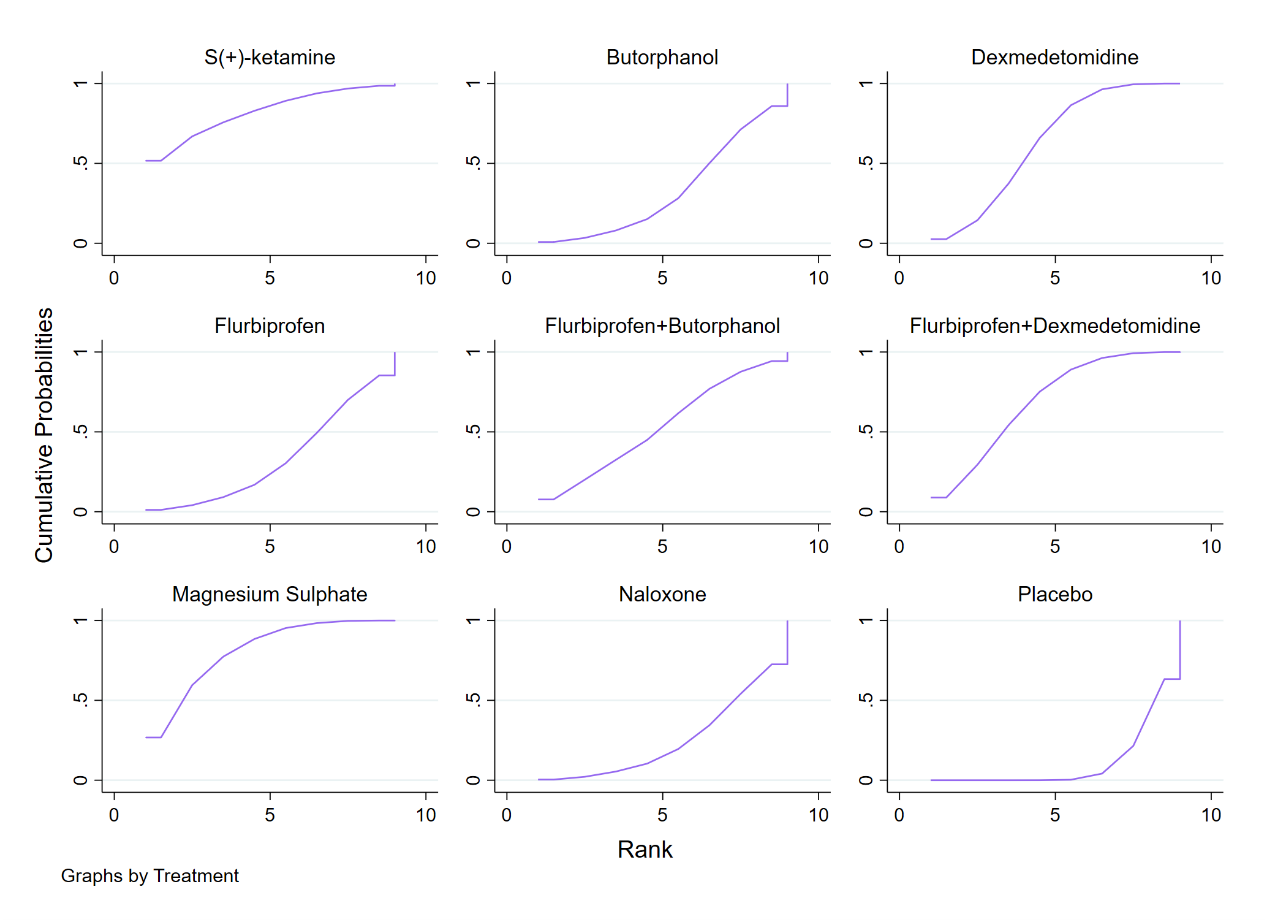 S(+)-ketamine
Butorphanol
Dexmedetomidine
0 .5 1
0 5 10
0 .5 1
0 5 10
0 .5 1
0 5 10
Flurbiprofen
Flurbiprofen+Butorphanol
Flurbiprofen+Dexmedetomidine
0 .5 1
0 5 10
0 .5 1
0 5 10
0 .5 1
0 5 10
Magnesium Sulphate
Naloxone
Placebo
0 .5 1
0 5 10
0 .5 1
0 5 10
0 .5 1
0 5 10
Cumulative Probabilities
Rank
Graphs by Treatment